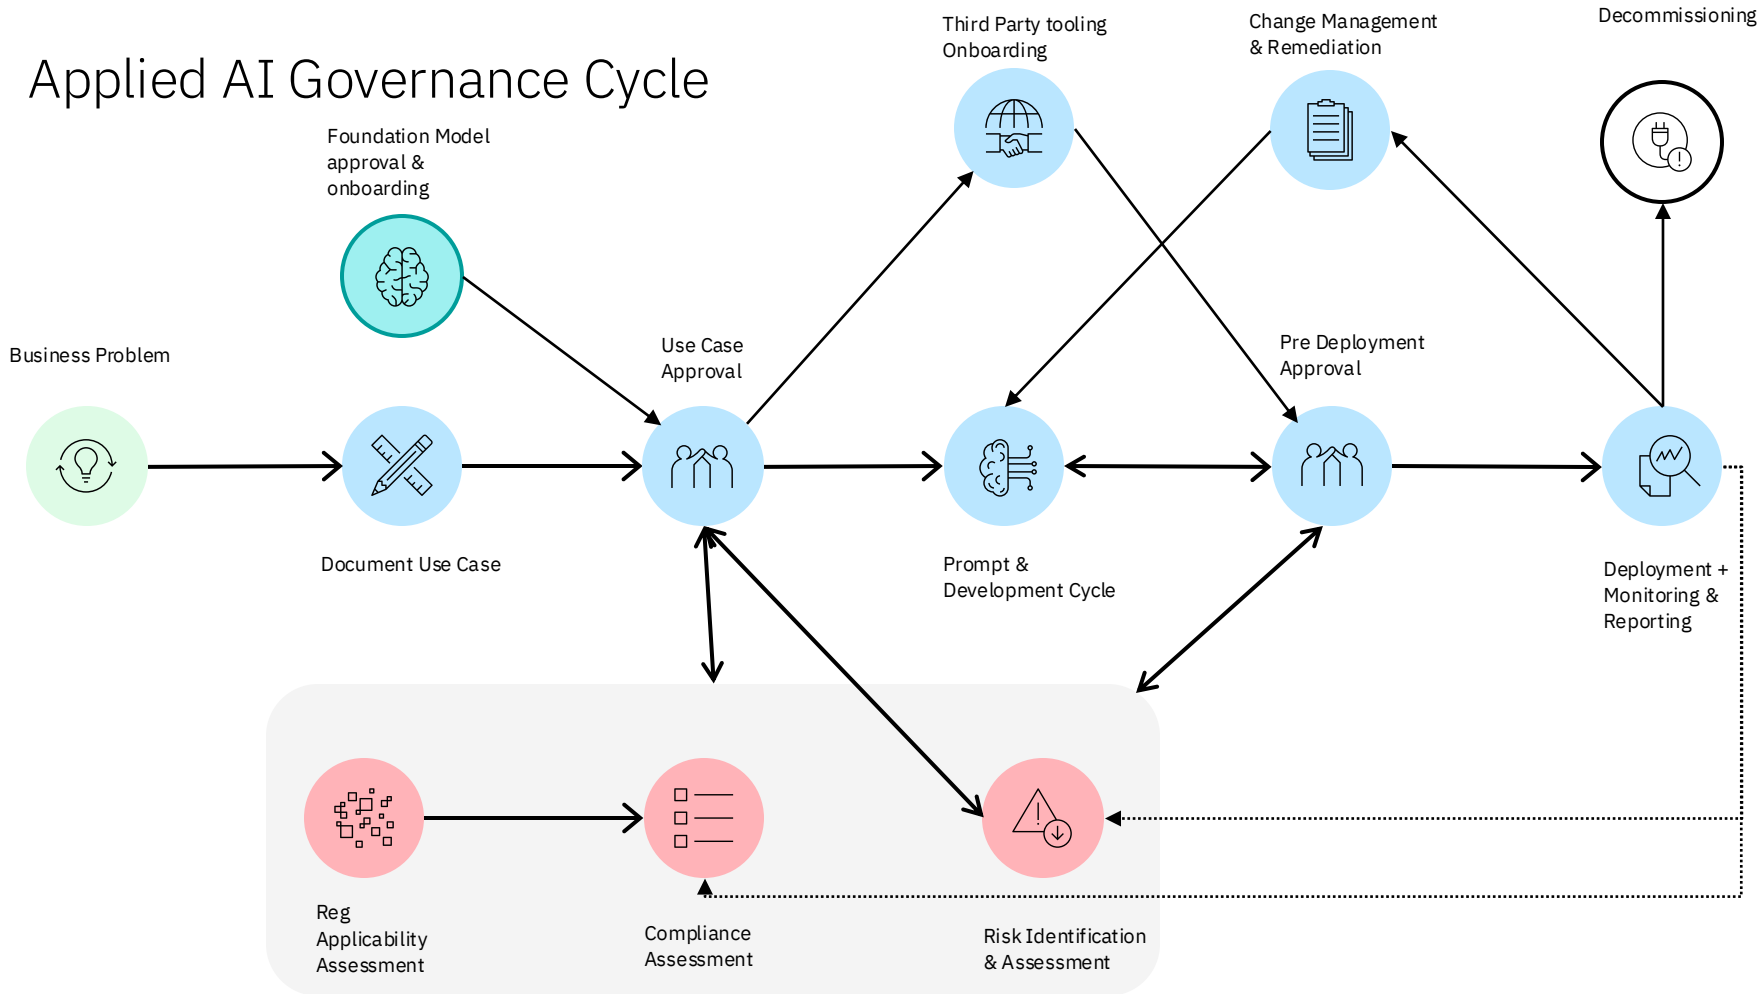 Applied AI Governance Cycle
Third Party tooling
Onboarding
Change Management
& Remediation
Decommissioning
Foundation Model
approval &
onboarding
Business Problem
Use Case
Approval
Pre Deployment
Approval
Document Use Case
Prompt &
Development Cycle
Deployment +
Monitoring &
Reporting
Reg
Applicability
Assessment
Compliance
Assessment
Risk Identification
& Assessment